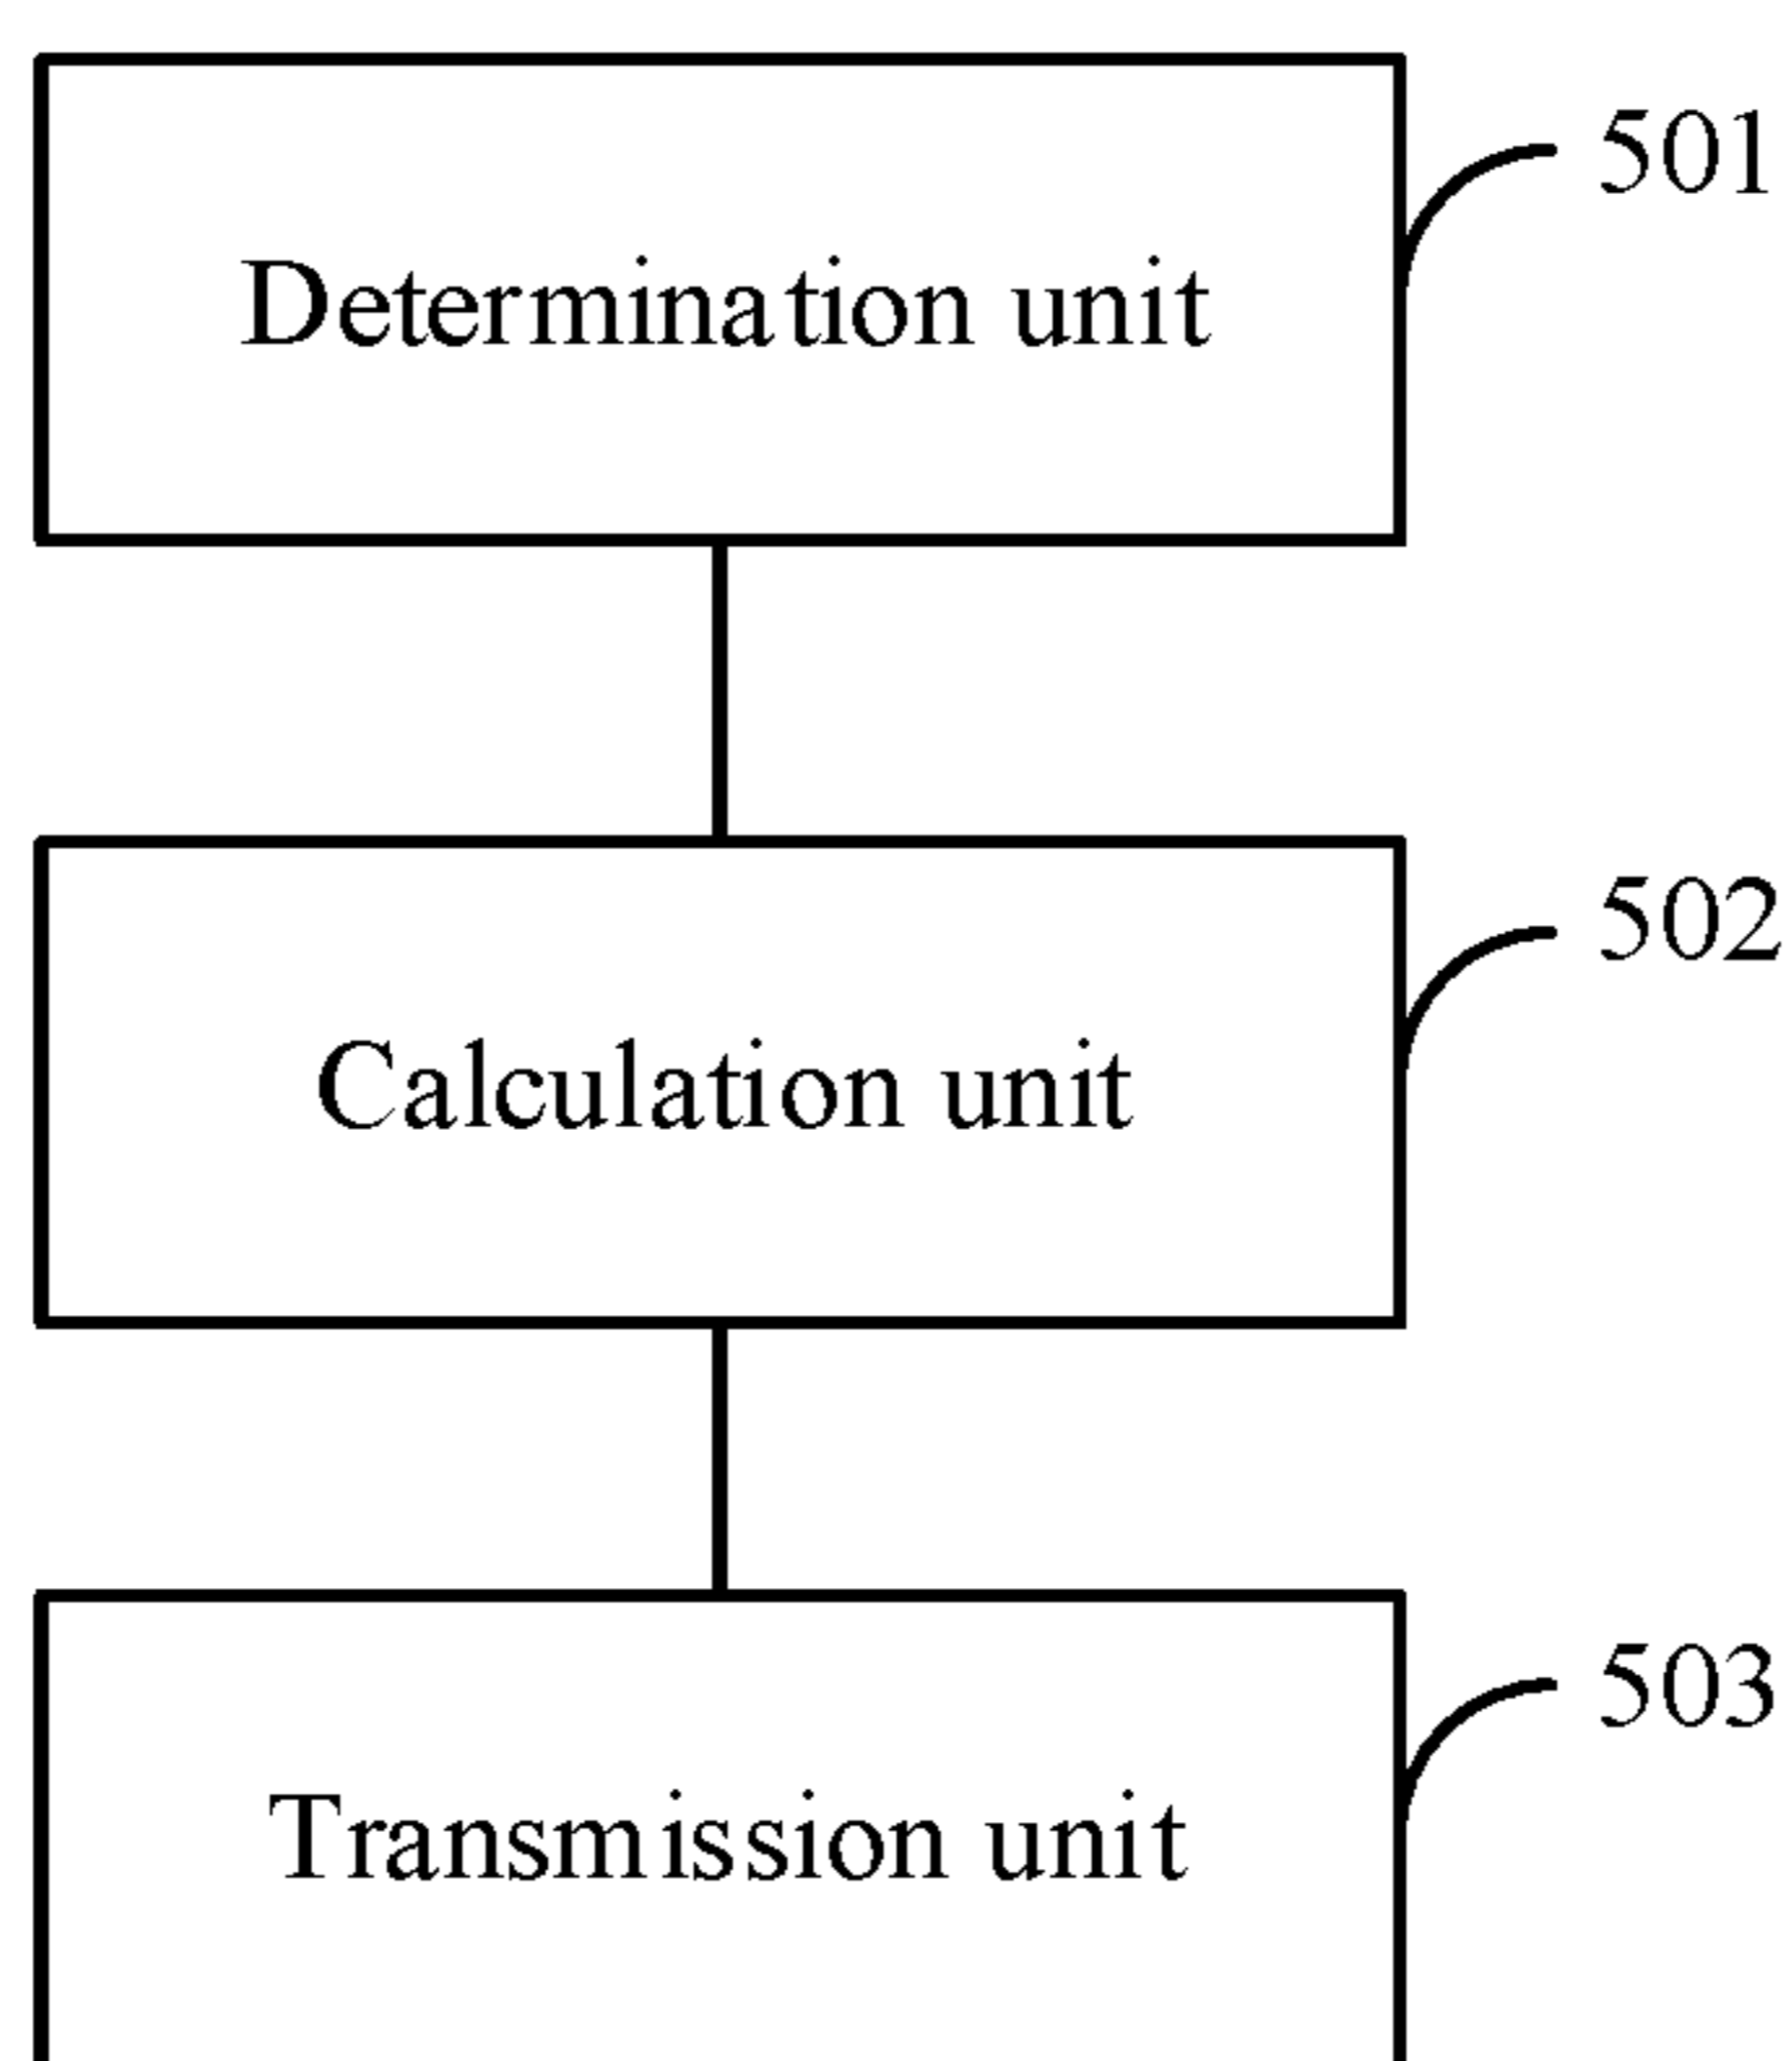 501
Determination unit
502
Calculation unit
503
Transmission unit